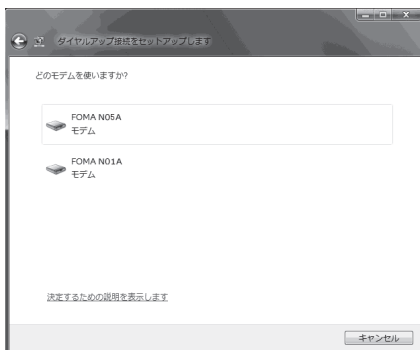 ダイヤルアップ接続をセットアップします
どのモデムを使いますか?
FOMA N05A
モデム
FOMA N01A
モデム
決定するための説明を表示します
キャンセル